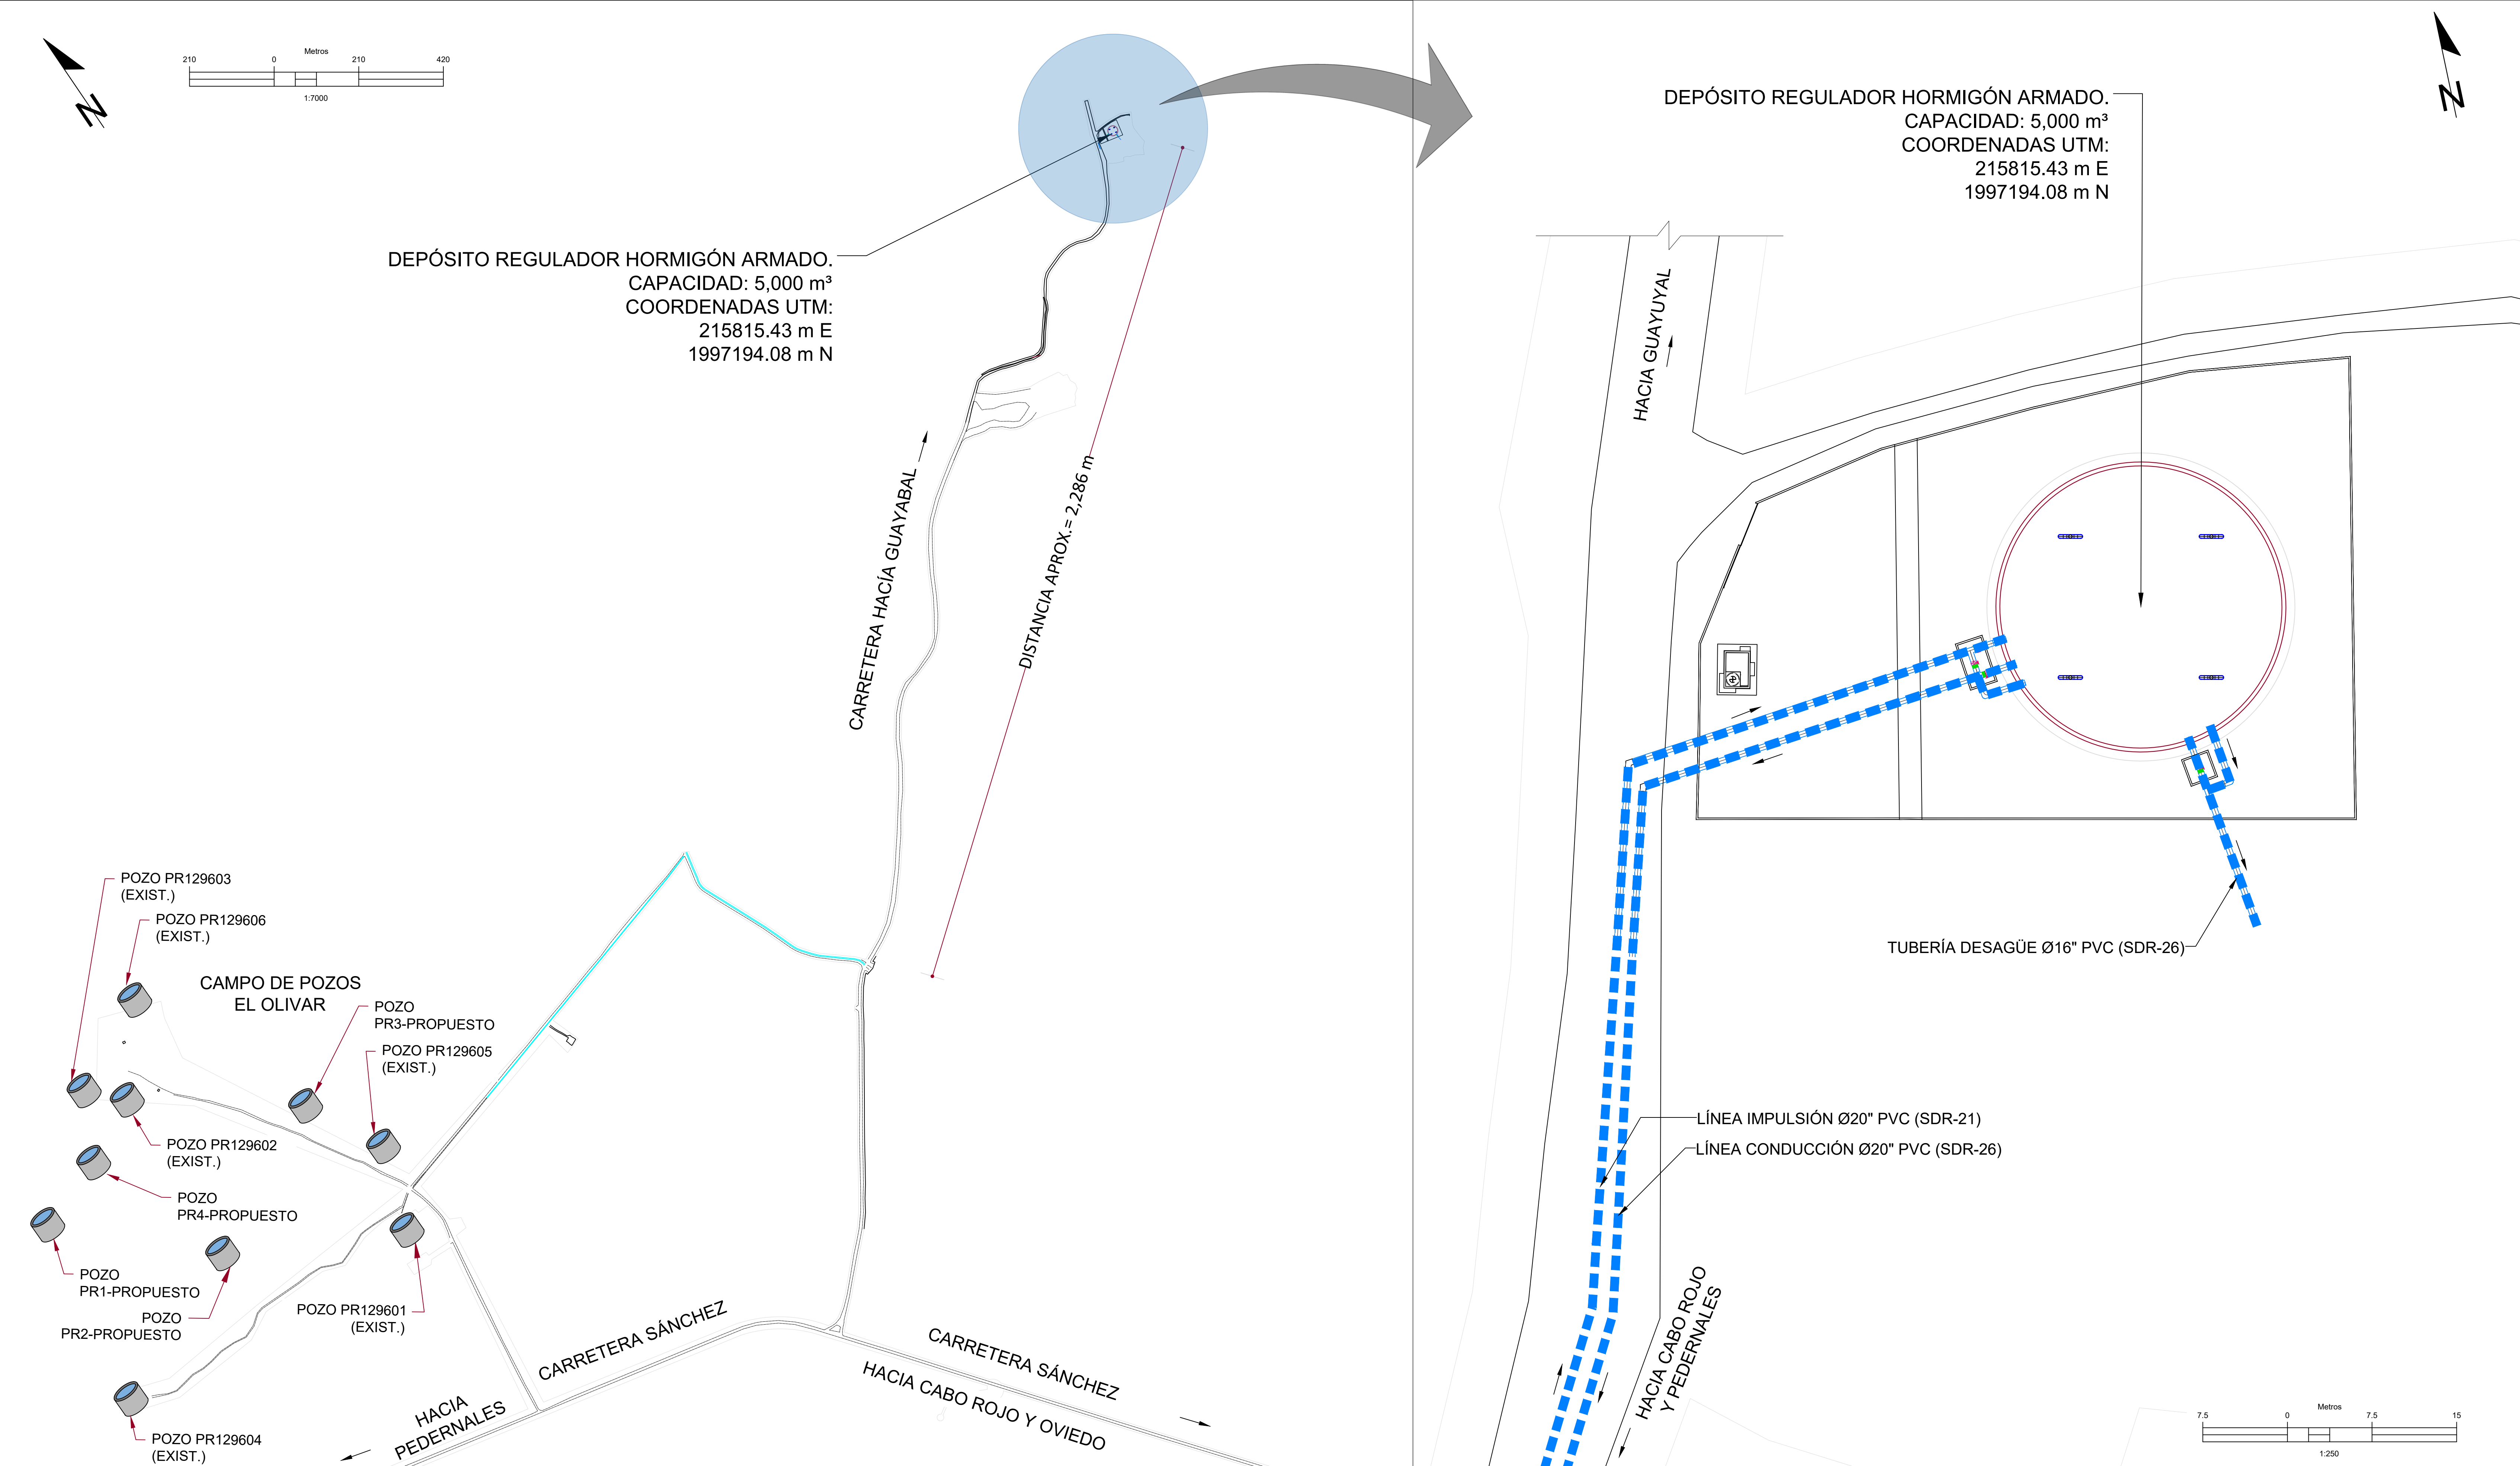 N
Metros
210 0 210 420
1:7000
DEPÓSITO REGULADOR HORMIGÓN ARMADO.
CAPACIDAD: 5,000 m³
COORDENADAS UTM:
215815.43 m E
1997194.08 m N
CARRETERA HACÍA GUAYABAL
DISTANCIA APROX.= 2,286 m
POZO PR129603
(EXIST.)
POZO PR129606
(EXIST.)
CAMPO DE POZOS
EL OLIVAR
POZO
PR3-PROPUESTO
POZO PR129605
(EXIST.)
POZO PR129602
(EXIST.)
POZO
PR4-PROPUESTO
POZO
PR1-PROPUESTO
POZO
PR2-PROPUESTO
POZO PR129601
(EXIST.)
POZO PR129604
(EXIST.)
HACIA
PEDERNALES
CARRETERA SÁNCHEZ
CARRETERA SÁNCHEZ
HACIA CABO ROJO Y OVIEDO
N
DEPÓSITO REGULADOR HORMIGÓN ARMADO.
CAPACIDAD: 5,000 m³
COORDENADAS UTM:
215815.43 m E
1997194.08 m N
HACIA GUAYUYAL
TUBERÍA DESAGÜE Ø16" PVC (SDR-26)
LÍNEA IMPULSIÓN Ø20" PVC (SDR-21)
LÍNEA CONDUCCIÓN Ø20" PVC (SDR-26)
HACIA CABO ROJO
Y PEDERNALES
Metros
7.5 0 7.5 15
1:250